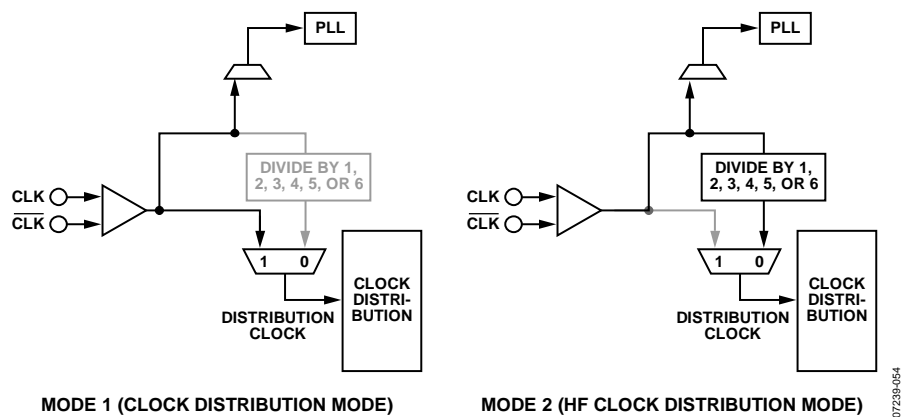 PLL
DIVIDE BY 1,
2, 3, 4, 5, OR 6
CLK
CLK
1 0
DISTRIBUTION
CLOCK
CLOCK
DISTRI-
BUTION
MODE 1 (CLOCK DISTRIBUTION MODE)
PLL
DIVIDE BY 1,
2, 3, 4, 5, OR 6
CLK
CLK
1 0
DISTRIBUTION
CLOCK
CLOCK
DISTRI-
BUTION
MODE 2 (HF CLOCK DISTRIBUTION MODE)
07239-054